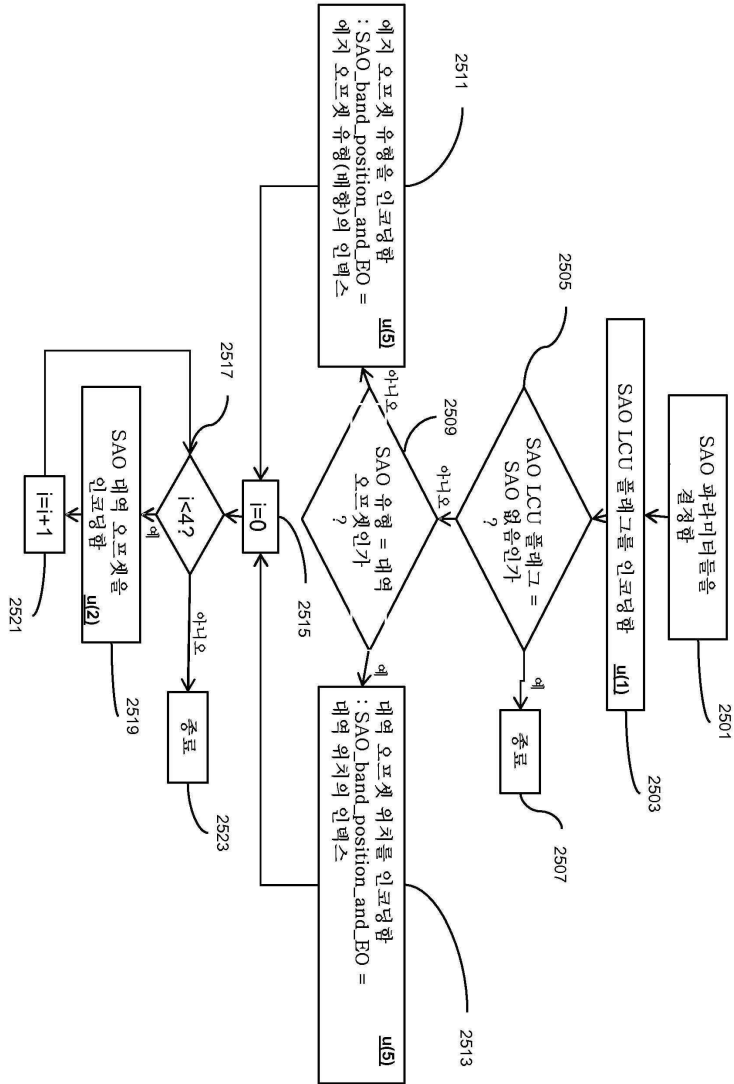 SAO 파라미터들을
결정함
2501
SAO LCU 플래그를 인코딩함
u(1)
2503
2505
SAO LCU 플래그 =
SAO 없음인가
?
예
종료
2507
아니오
2509
SAO 유형 = 대역
오프셋인가
?
아니오
예
2511
에지 오프셋 유형을 인코딩함
: SAO_band_position_and_EO =
에지 오프셋 유형(배향)의 인덱스
u(5)
대역 오프셋 위치를 인코딩함
: SAO_band_position_and_EO =
대역 위치의 인덱스
u(5)
2513
i=0
2515
2517
i<4?
아니오
종료
2523
예
SAO 대역 오프셋을
인코딩함
u(2)
2519
i=i+1
2521